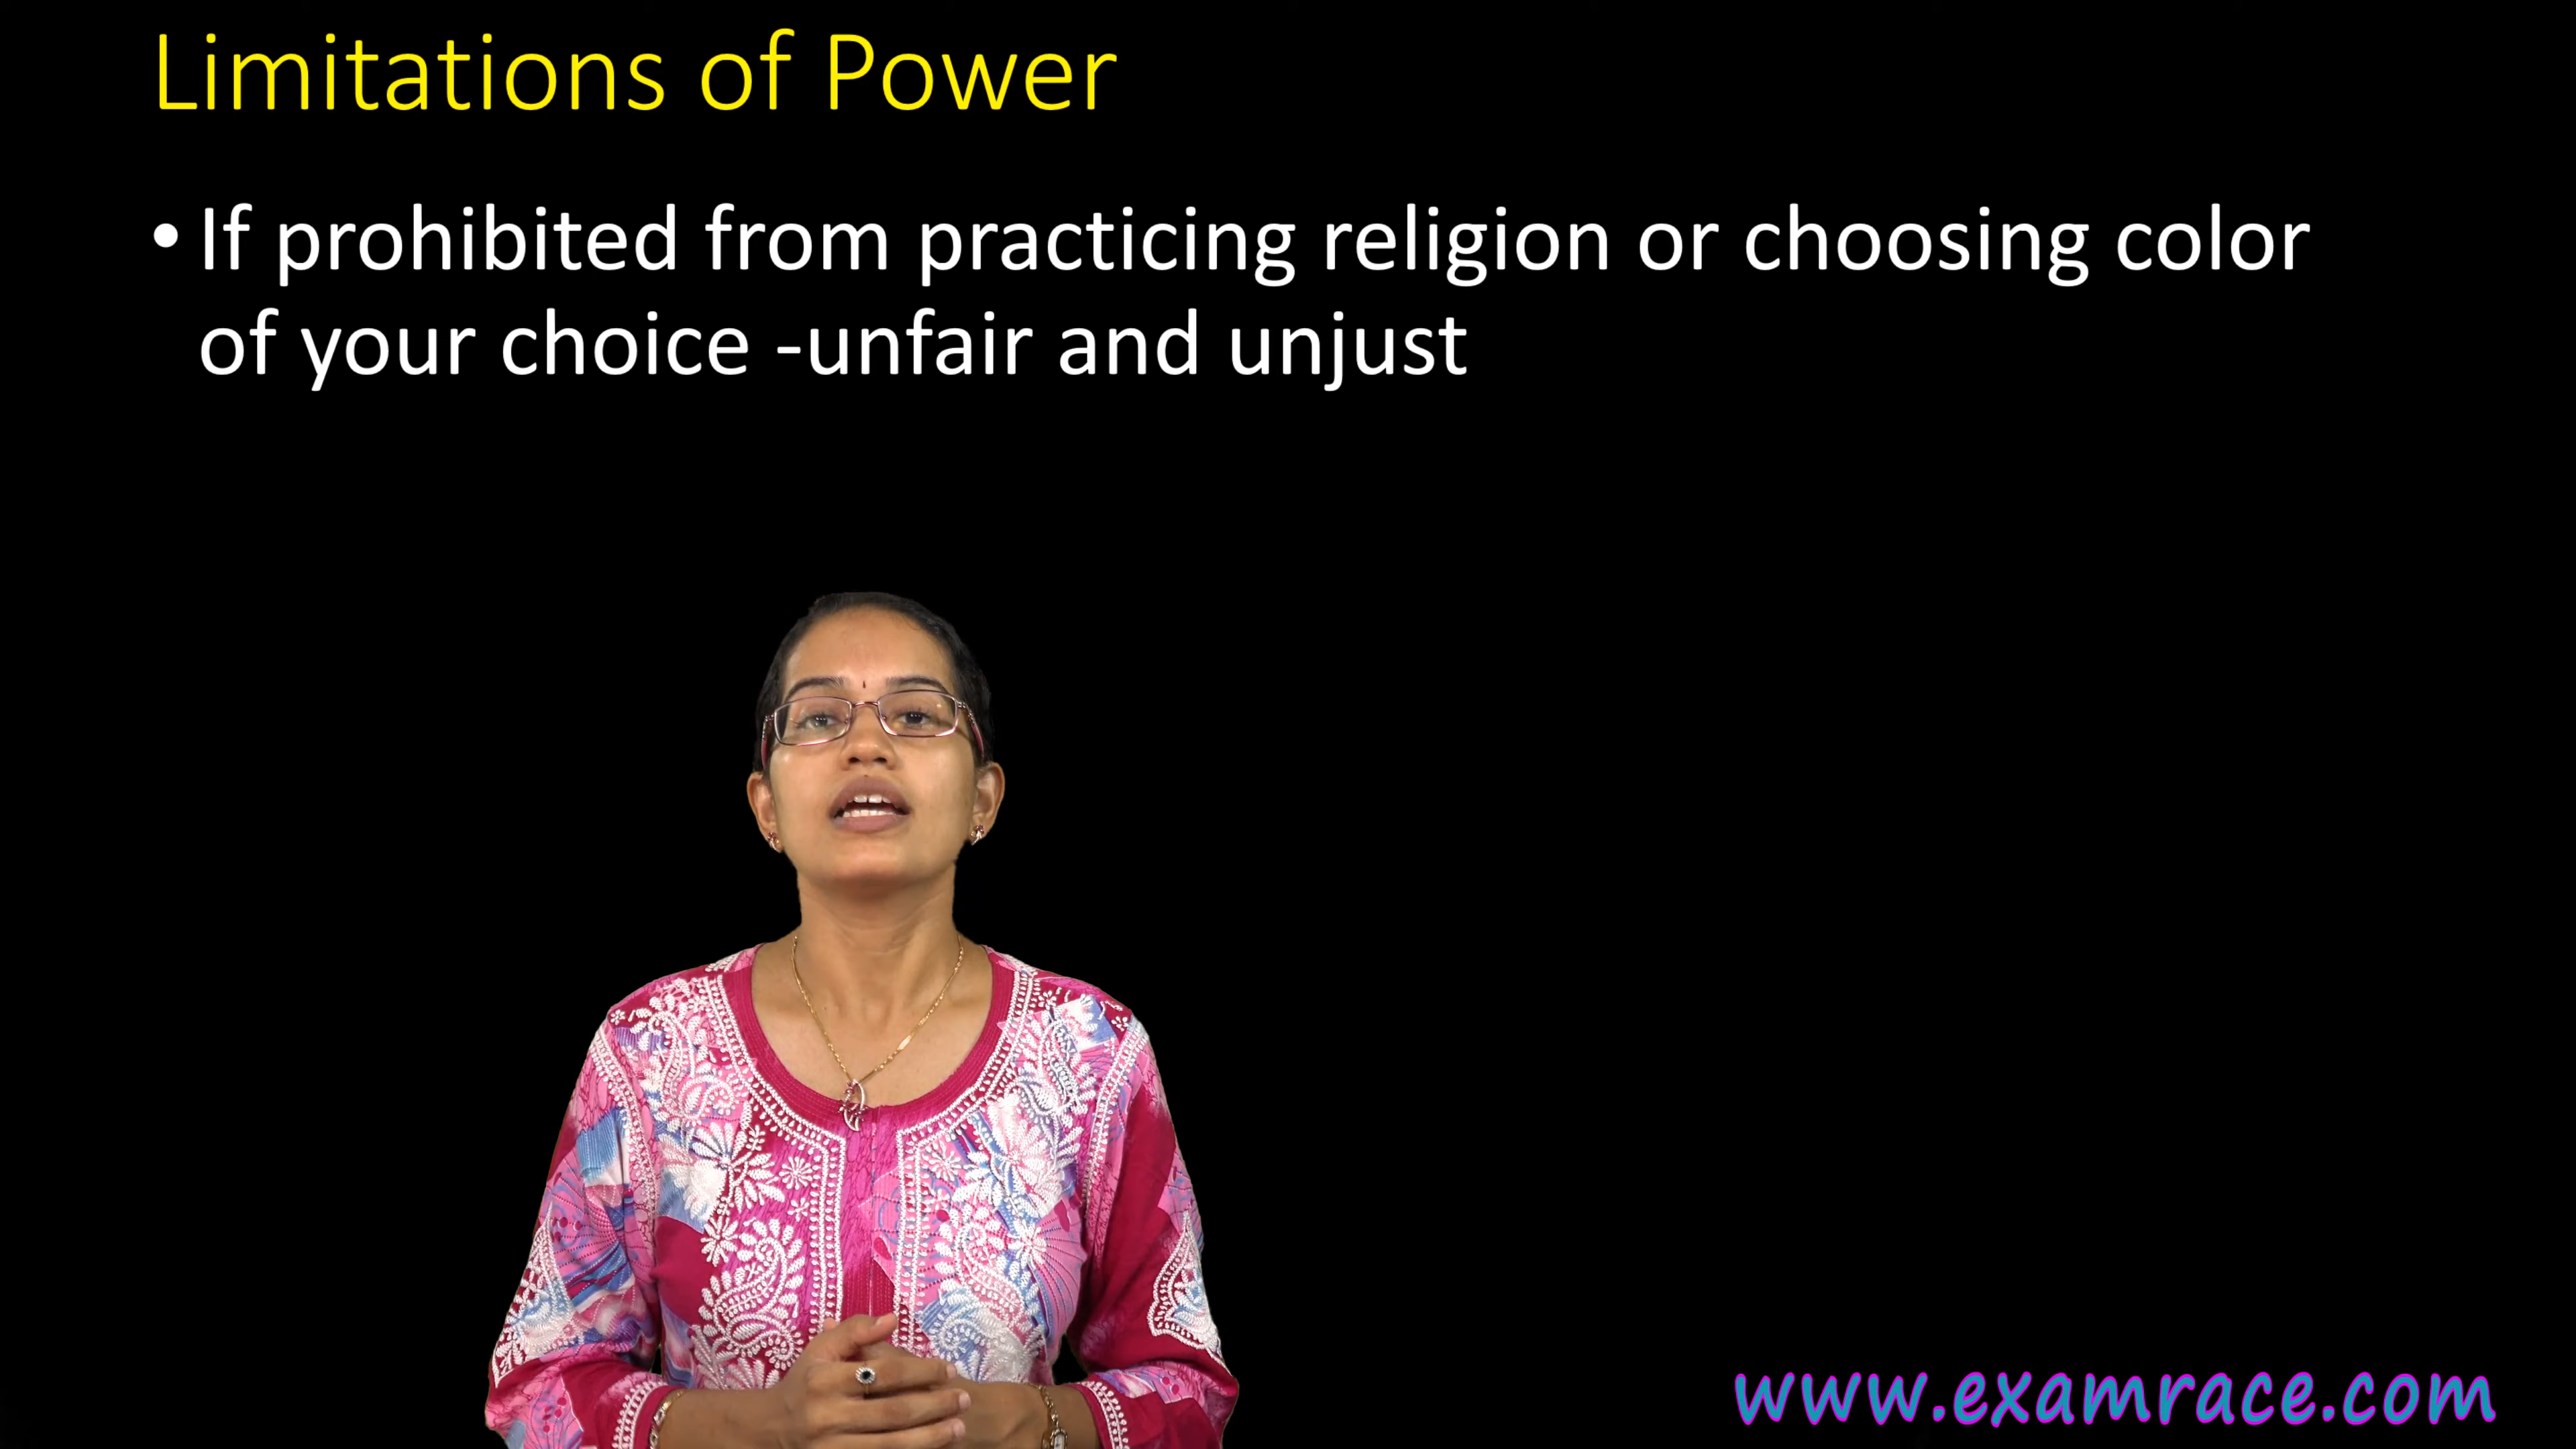 Limitations of Power
• If prohibited from practicing religion or choosing color
of your choice -unfair and unjust
www.examrace.com